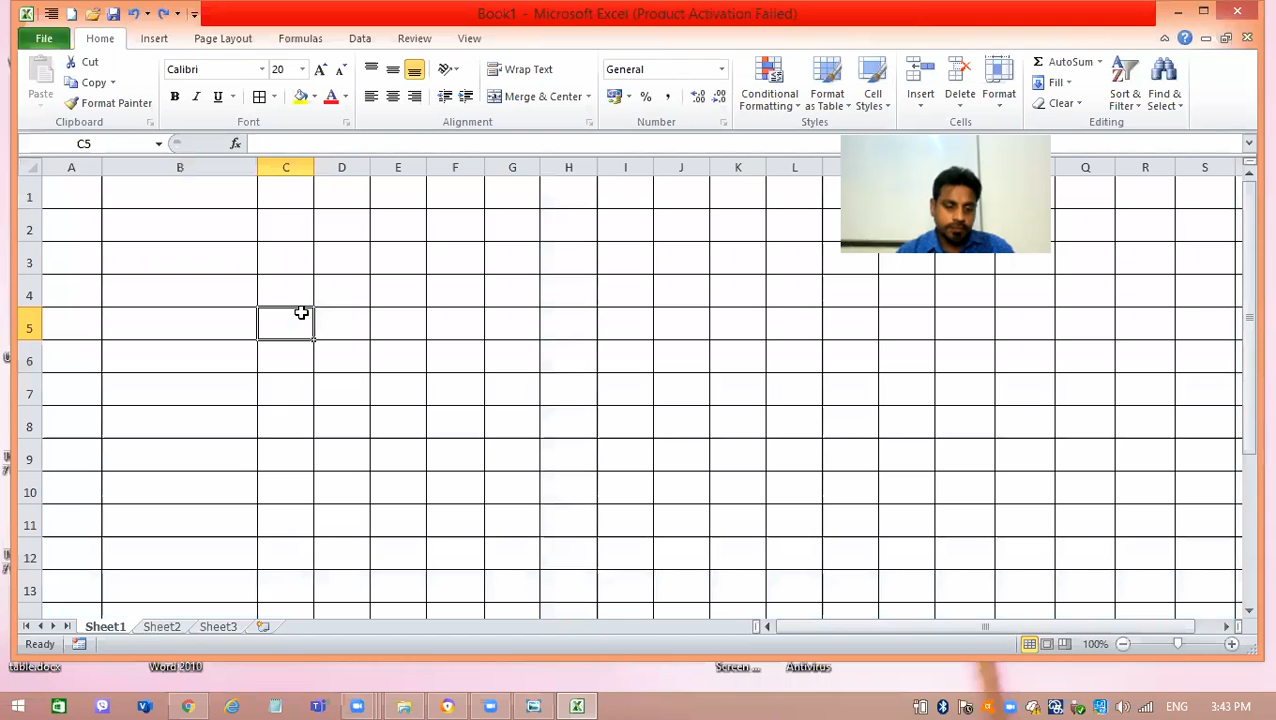 Book1 - Microsoft Excel (Product Activation Failed)
File Home Insert Page Layout Formulas Data Review View
Cut
Copy
Format Painter
Paste
Clipboard
Calibri 20
B I U
Font
Wrap Text
Merge & Center
Alignment
General
%
Number
Conditional Formatting
Format as Table
Cell Styles
Styles
Insert
Delete
Format
Cells
Σ AutoSum
Fill
Clear
Sort & Filter
Find & Select
Editing
C5 fx
A B C D E F G H I J K L Q R S
1
2
3
4
5
6
7
8
9
10
11
12
13
Sheet1 Sheet2 Sheet3
Ready 100%
table.docx Word 2010 Screen ... Antivirus
ENG 3:43 PM